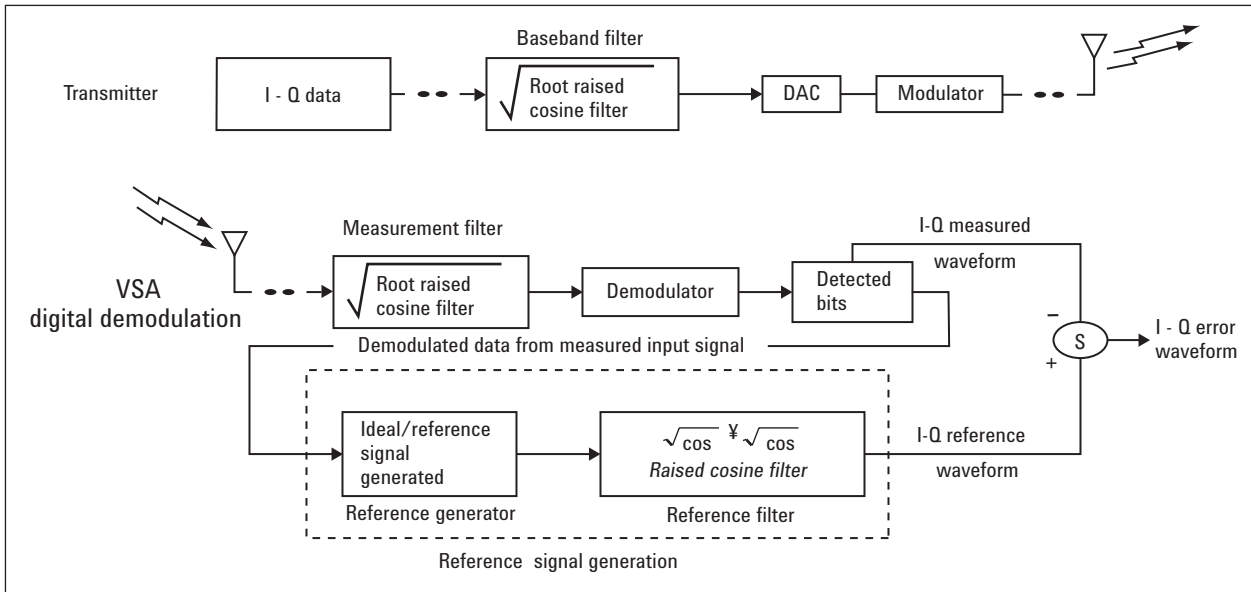 Baseband filter
Transmitter
I - Q data
√ Root raised
cosine filter
DAC
Modulator
Measurement filter
I-Q measured
waveform
VSA
digital demodulation
√ Root raised
cosine filter
Demodulator
Detected
bits
–
S
+
I - Q error
waveform
Demodulated data from measured input signal
Ideal/reference
signal
generated
√cos ¥ √cos
Raised cosine filter
I-Q reference
waveform
Reference generator
Reference filter
Reference signal generation